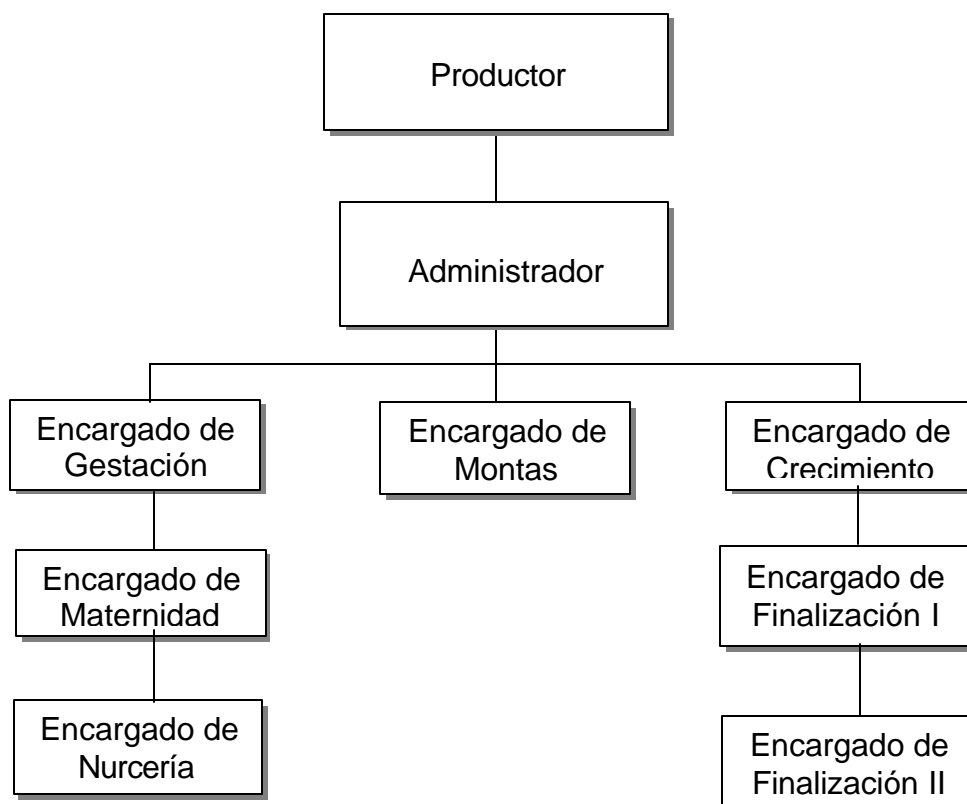 Productor
Administrador
Encargado de
Gestación
Encargado de
Montas
Encargado de
Crecimiento
Encargado de
Maternidad
Encargado de
Finalización I
Encargado de
Nurcería
Encargado de
Finalización II